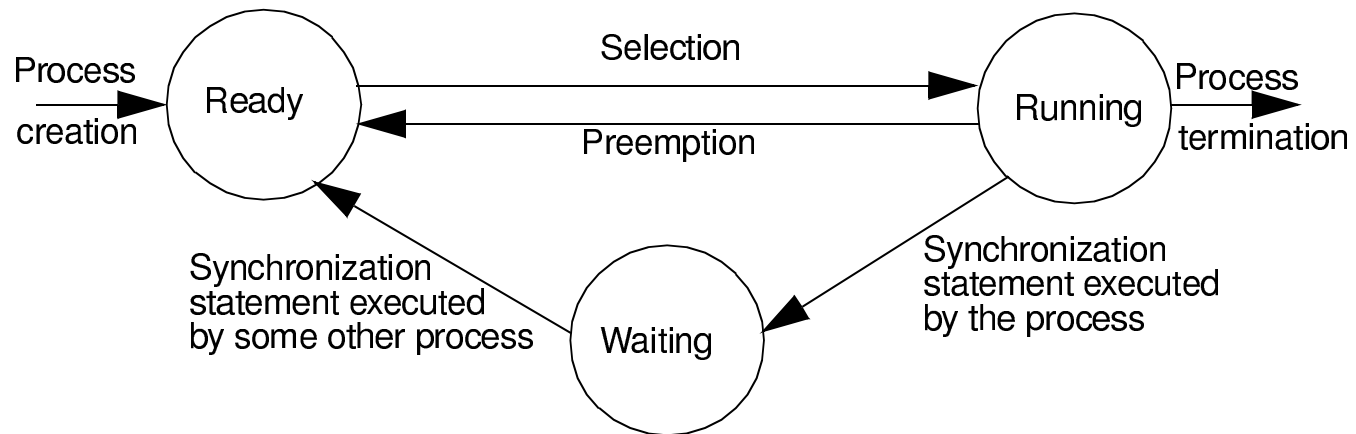 Process
creation
Ready
Selection
Preemption
Running
Process
termination
Synchronization
statement executed
by some other process
Waiting
Synchronization
statement executed
by the process